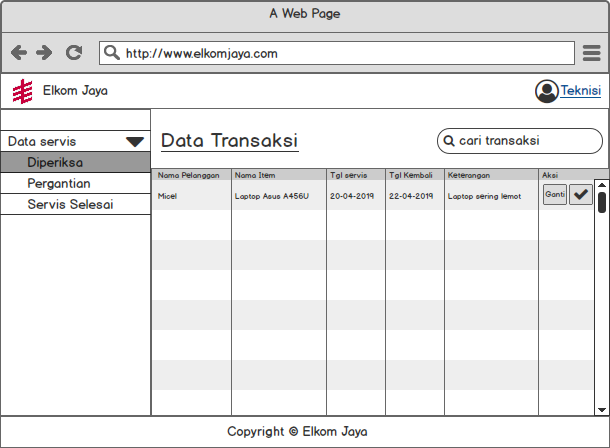 A Web Page
http://www.elkomjaya.com
Elkom Jaya
Teknisi
Data servis
Diperiksa
Pergantian
Servis Selesai
Data Transaksi
cari transaksi
Nama Pelanggan Nama Item Tgl servis Tgl Kembali Keterangan Aksi
Micel Laptop Asus A456U 20-04-2019 22-04-2019 Laptop sering lemot Ganti
Copyright © Elkom Jaya